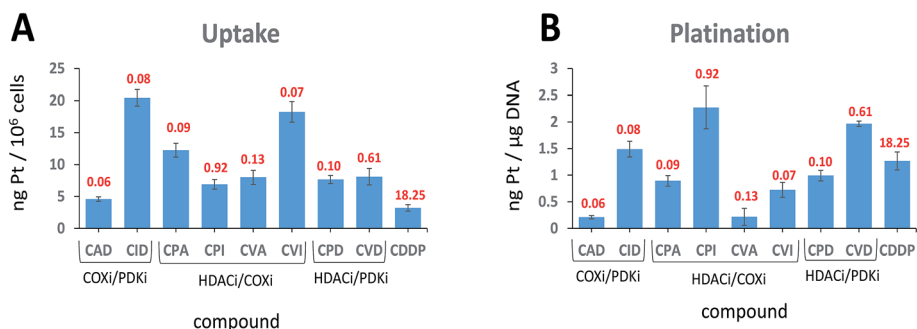 A
Uptake
ng Pt / 10⁶ cells
25
20
15
10
5
0
0.06
0.08
0.09
0.92
0.13
0.07
0.10
0.61
18.25
CAD CID CPA CPI CVA CVI CPD CVD CDDP
COXi/PDKi HDACi/COXi HDACi/PDKi
compound
B
Platination
ng Pt / µg DNA
3
2.5
2
1.5
1
0.5
0
0.06
0.08
0.09
0.92
0.13
0.07
0.10
0.61
18.25
CAD CID CPA CPI CVA CVI CPD CVD CDDP
COXi/PDKi HDACi/COXi HDACi/PDKi
compound